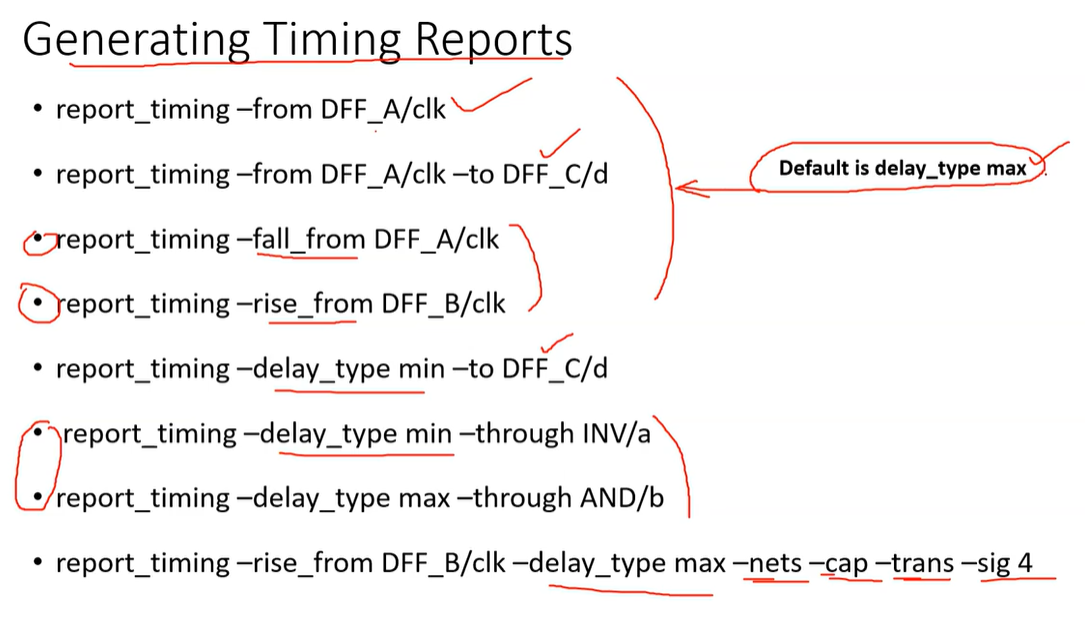 Generating Timing Reports
• report_timing –from DFF_A/clk
• report_timing –from DFF_A/clk –to DFF_C/d
Default is delay_type max
• report_timing –fall_from DFF_A/clk
• report_timing –rise_from DFF_B/clk
• report_timing –delay_type min –to DFF_C/d
• report_timing –delay_type min –through INV/a
• report_timing –delay_type max –through AND/b
• report_timing –rise_from DFF_B/clk –delay_type max –nets –cap –trans –sig 4